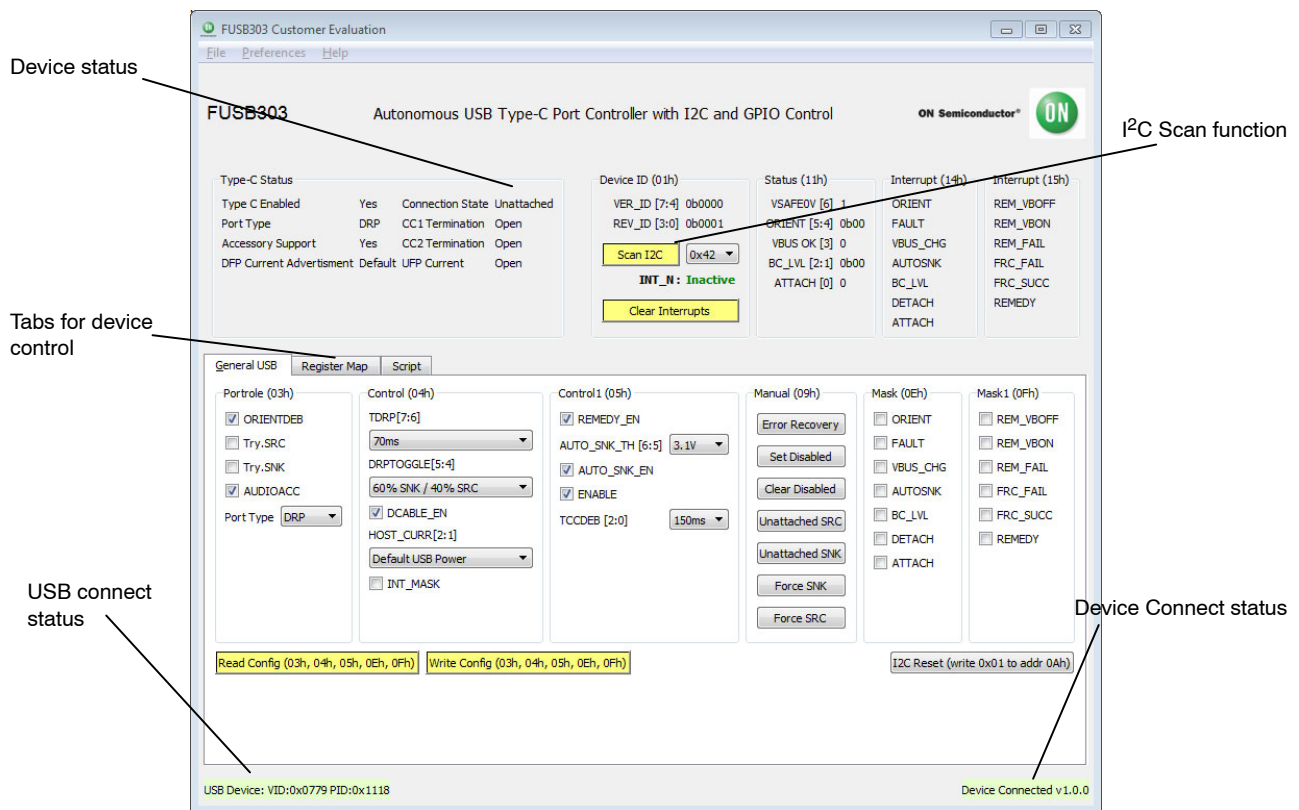 FUSB303 Customer Evaluation
File Preferences Help
Device status
FUSB303
Autonomous USB Type-C Port Controller with I2C and GPIO Control
ON Semiconductor®
ON
I2C Scan function
Type-C Status
Type C Enabled Yes Connection State Unattached
Port Type DRP CC1 Termination Open
Accessory Support Yes CC2 Termination Open
DFP Current Advertisment Default UFP Current Open
Device ID (01h)
VER_ID [7:4] 0b0000
REV_ID [3:0] 0b0001
Scan I2C 0x42
INT_N : Inactive
Clear Interrupts
Status (11h)
VSAFE0V [6] 1
ORIENT [5:4] 0b00
VBUS OK [3] 0
BC_LVL [2:1] 0b00
ATTACH [0] 0
Interrupt (14h)
ORIENT
FAULT
VBUS_CHG
AUTOSNK
BC_LVL
DETACH
ATTACH
Interrupt (15h)
REM_VBOFF
REM_VBON
REM_FAIL
FRC_FAIL
FRC_SUCC
REMEDY
Tabs for device
control
General USB Register Map Script
Portrole (03h)
ORIENTDEB
Try.SRC
Try.SNK
AUDIOACC
Port Type DRP
Control (04h)
TDRP[7:6]
70ms
DRPTOGGLE[5:4]
60% SNK / 40% SRC
DCABLE_EN
HOST_CURR[2:1]
Default USB Power
INT_MASK
Control1 (05h)
REMEDY_EN
AUTO_SNK_TH [6:5] 3.1V
AUTO_SNK_EN
ENABLE
TCCDEB [2:0] 150ms
Manual (09h)
Error Recovery
Set Disabled
Clear Disabled
Unattached SRC
Unattached SNK
Force SNK
Force SRC
Mask (0Eh)
ORIENT
FAULT
VBUS_CHG
AUTOSNK
BC_LVL
DETACH
ATTACH
Mask1 (0Fh)
REM_VBOFF
REM_VBON
REM_FAIL
FRC_FAIL
FRC_SUCC
REMEDY
USB connect
status
Device Connect status
Read Config (03h, 04h, 05h, 0Eh, 0Fh) Write Config (03h, 04h, 05h, 0Eh, 0Fh) I2C Reset (write 0x01 to addr 0Ah)
USB Device: VID:0x0779 PID:0x1118
Device Connected v1.0.0